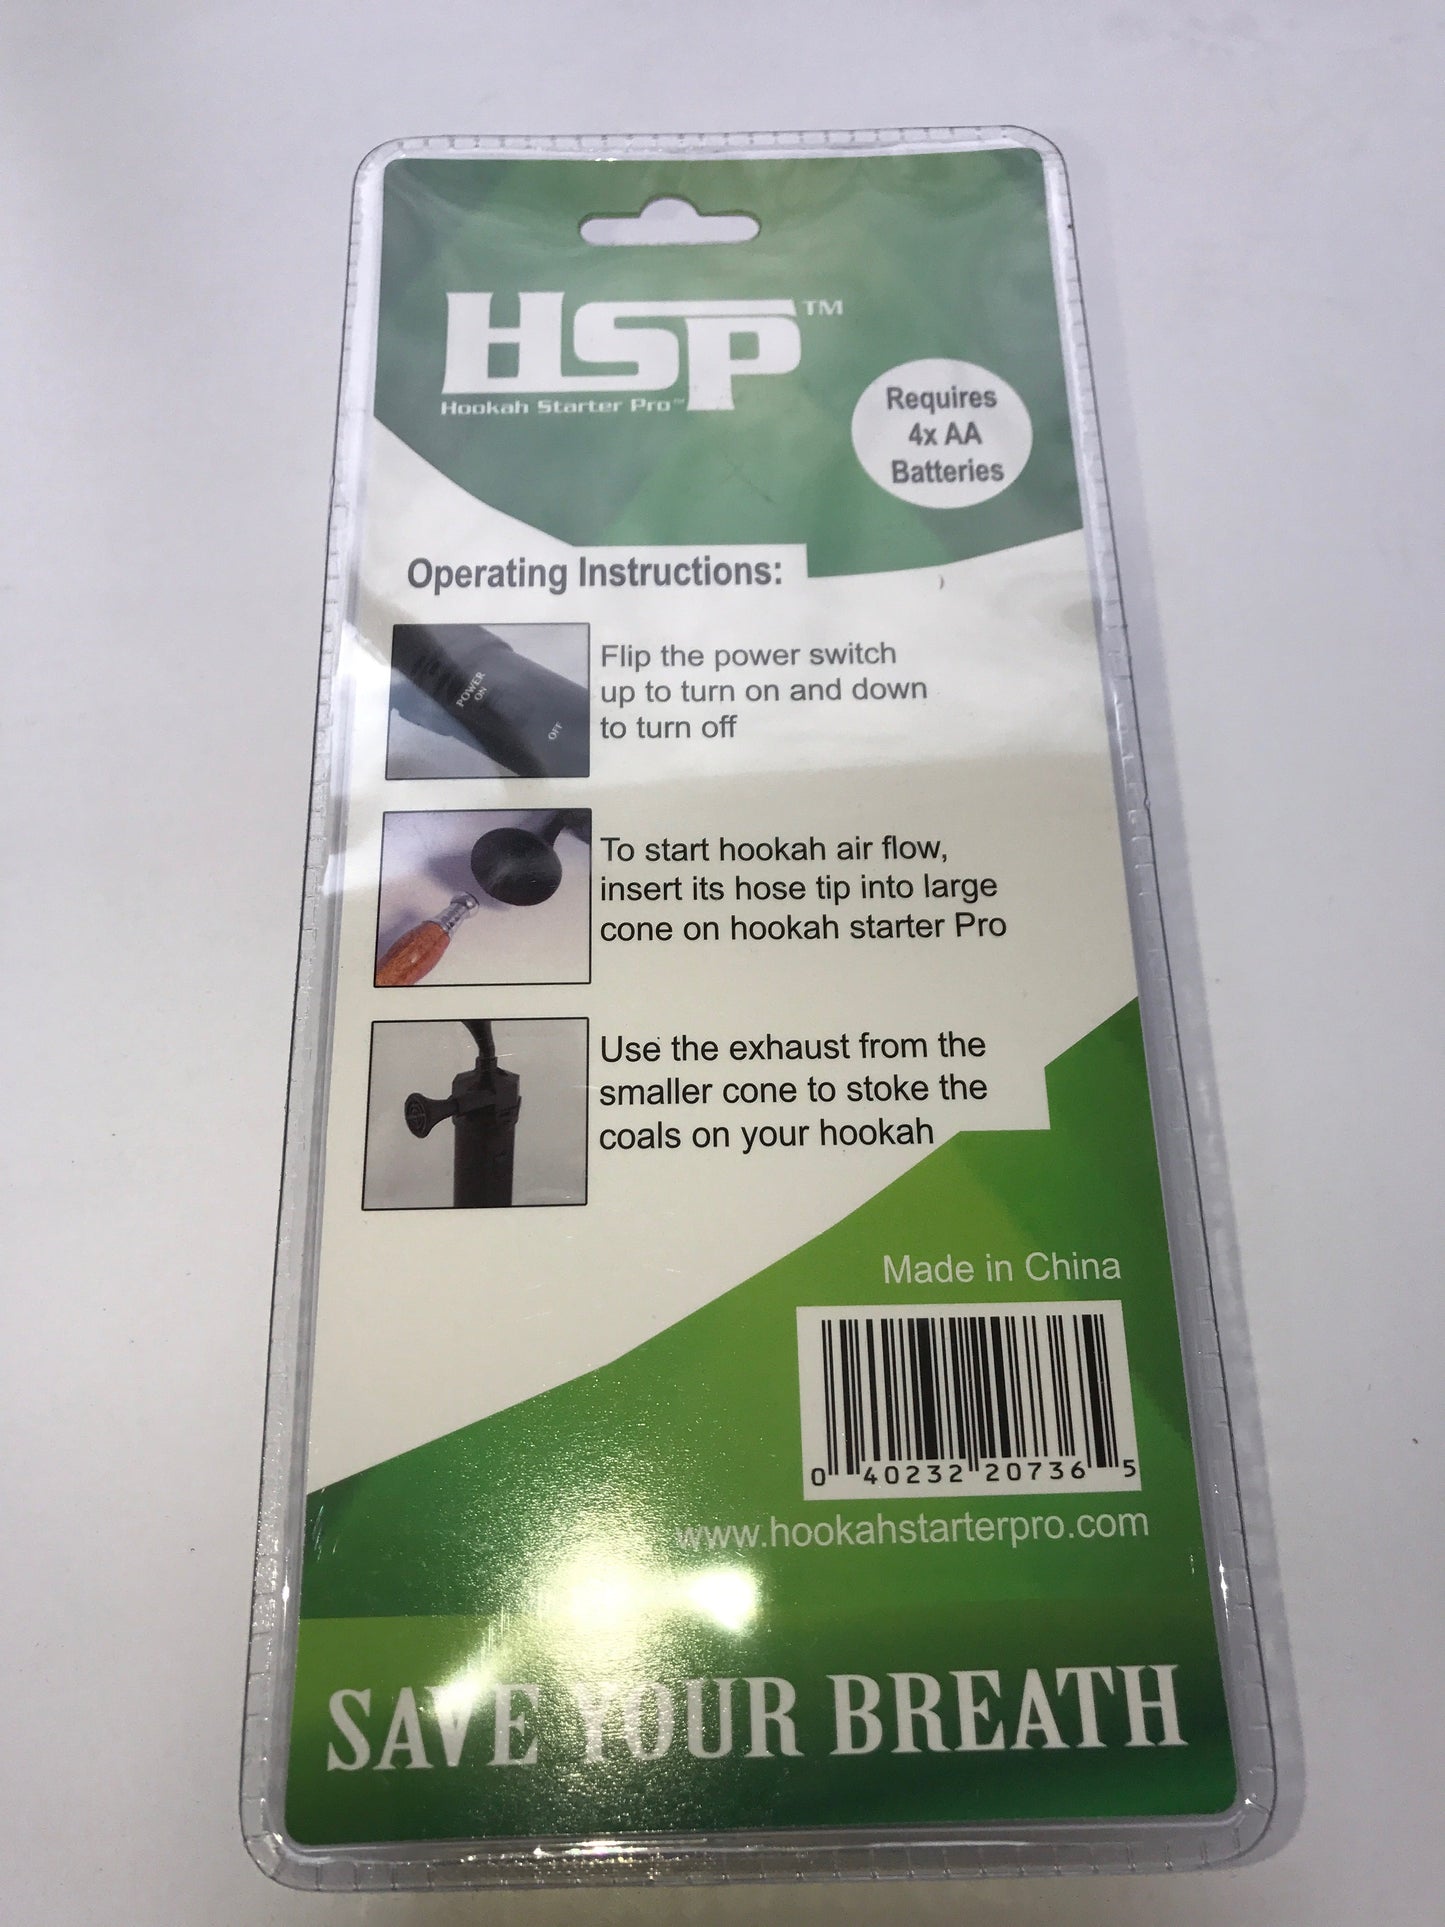 HSP™
Hookah Starter Pro™
Requires
4x AA
Batteries
Operating Instructions:
POWER
ON
OFF
Flip the power switch
up to turn on and down
to turn off
To start hookah air flow,
insert its hose tip into large
cone on hookah starter Pro
Use the exhaust from the
smaller cone to stoke the
coals on your hookah
Made in China
0 40232 20736 5
www.hookahstarterpro.com
SAVE YOUR BREATH